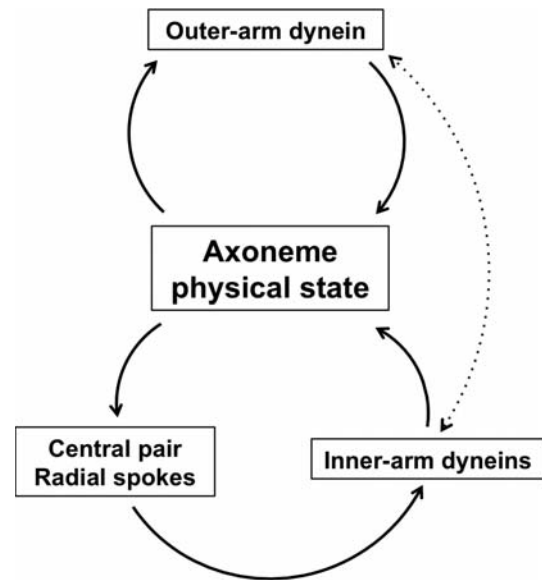 Outer-arm dynein
Axoneme
physical state
Central pair
Radial spokes
Inner-arm dyneins